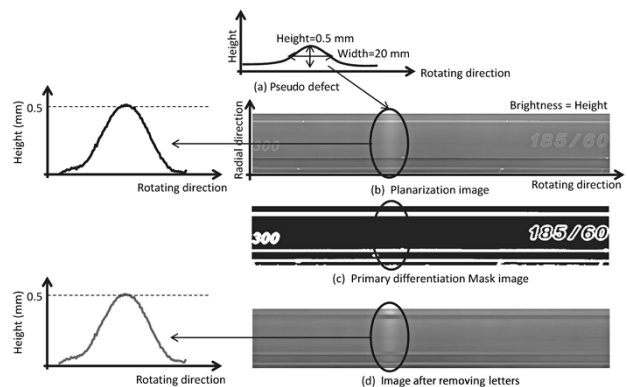 Height
Height=0.5 mm
Width=20 mm
Rotating direction
(a) Pseudo defect
Height (mm)
0.5
Rotating direction
Radial direction
Brightness = Height
300
185/60
(b) Planarization image
Rotating direction
300
185/60
(c) Primary differentiation Mask image
Height (mm)
0.5
Rotating direction
(d) Image after removing letters